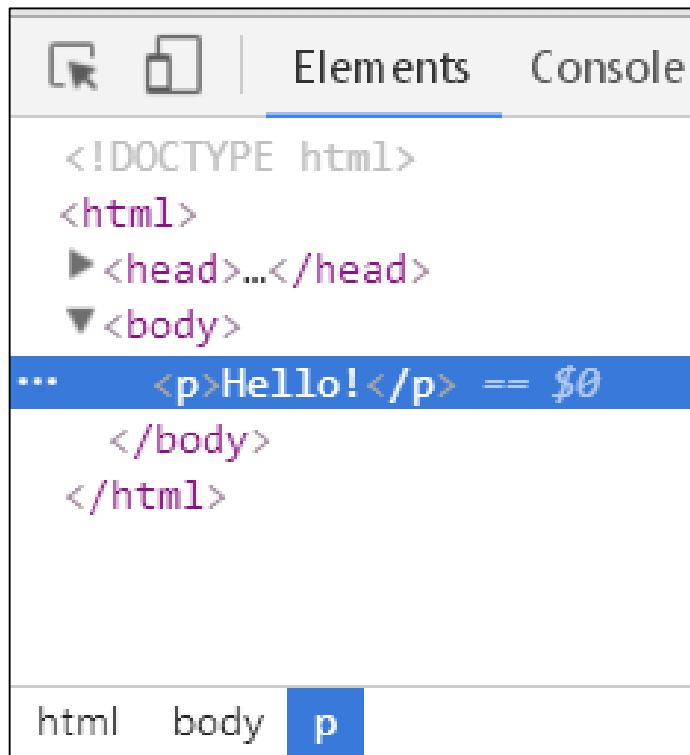 Elements Console
<!DOCTYPE html>
<html>
<head>…</head>
<body>
••• <p>Hello!</p> == $0
</body>
</html>
html body p